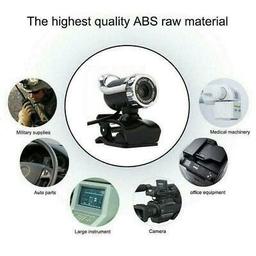 The highest quality ABS raw material
Military supplies
Medical machinery
Auto parts
office equipment
Large instrument
Camera